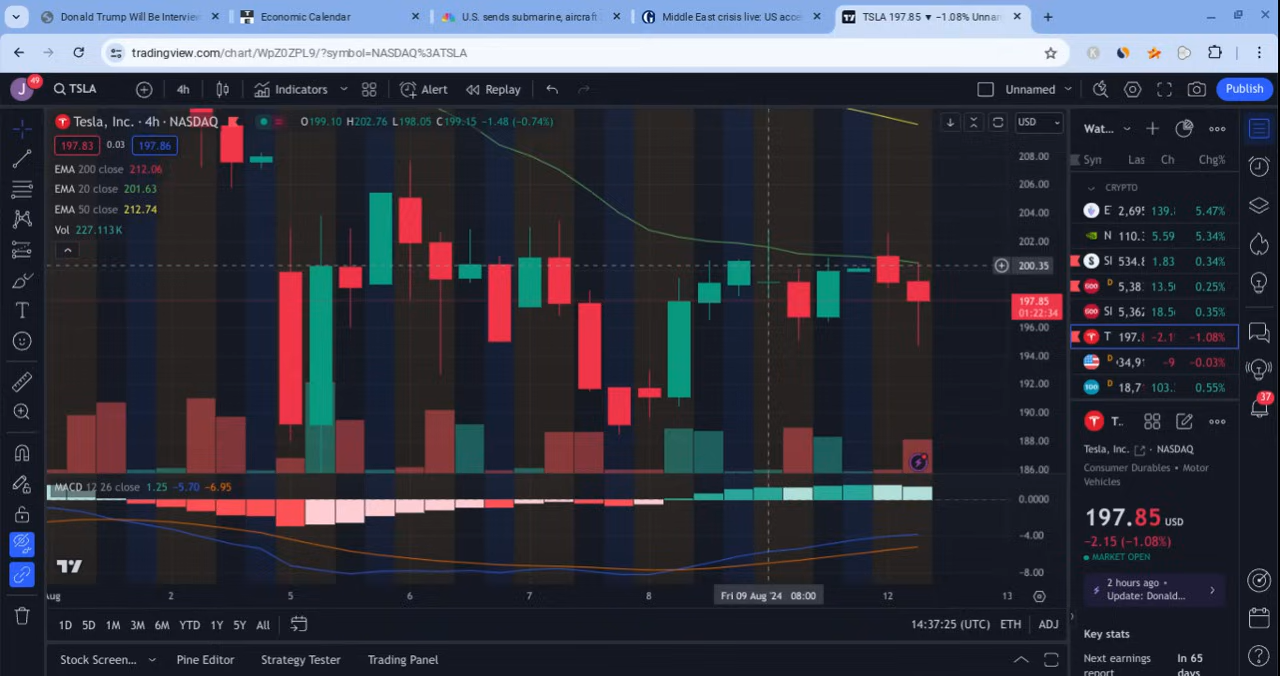 Donald Trump Will Be Interview
Economic Calendar
U.S. sends submarine, aircraft
Middle East crisis live: US acce
TSLA 197.85 ▼ −1.08% Unnam
tradingview.com/chart/WpZ0ZPL9/?symbol=NASDAQ%3ATSLA
J 49 TSLA 4h Indicators Alert Replay Unnamed Publish
Tesla, Inc. · 4h · NASDAQ O199.10 H202.76 L198.05 C199.15 −1.48 (−0.74%) USD
197.83 0.03 197.86
EMA 200 close 212.06
EMA 20 close 201.63
EMA 50 close 212.74
Vol 227.113K
208.00
206.00
204.00
202.00
200.35
197.85
01:22:34
196.00
194.00
192.00
190.00
188.00
186.00
MACD 12 26 close 1.25 −5.70 −6.95
0.0000
−4.00
−8.00
Aug 2 5 6 7 8 Fri 09 Aug '24 08:00 12 13
1D 5D 1M 3M 6M YTD 1Y 5Y All 14:37:25 (UTC) ETH ADJ
Stock Screen... Pine Editor Strategy Tester Trading Panel
Wat...
Syn Las Ch Chg%
CRYPTO
E 2,695 139. 5.47%
N 110. 5.59 5.34%
SI 534.8 1.83 0.34%
500 D 5,38 13.50 0.25%
500 SI 5,362 18.5 0.35%
T 197. −2.1 −1.08%
D 34,9 −9 −0.03%
100 D 18,7 103. 0.55%
T..
Tesla, Inc. · NASDAQ
Consumer Durables • Motor
Vehicles
197.85 USD
−2.15 (−1.08%)
MARKET OPEN
2 hours ago •
Update: Donald...
Key stats
Next earnings
report
In 65
days
37